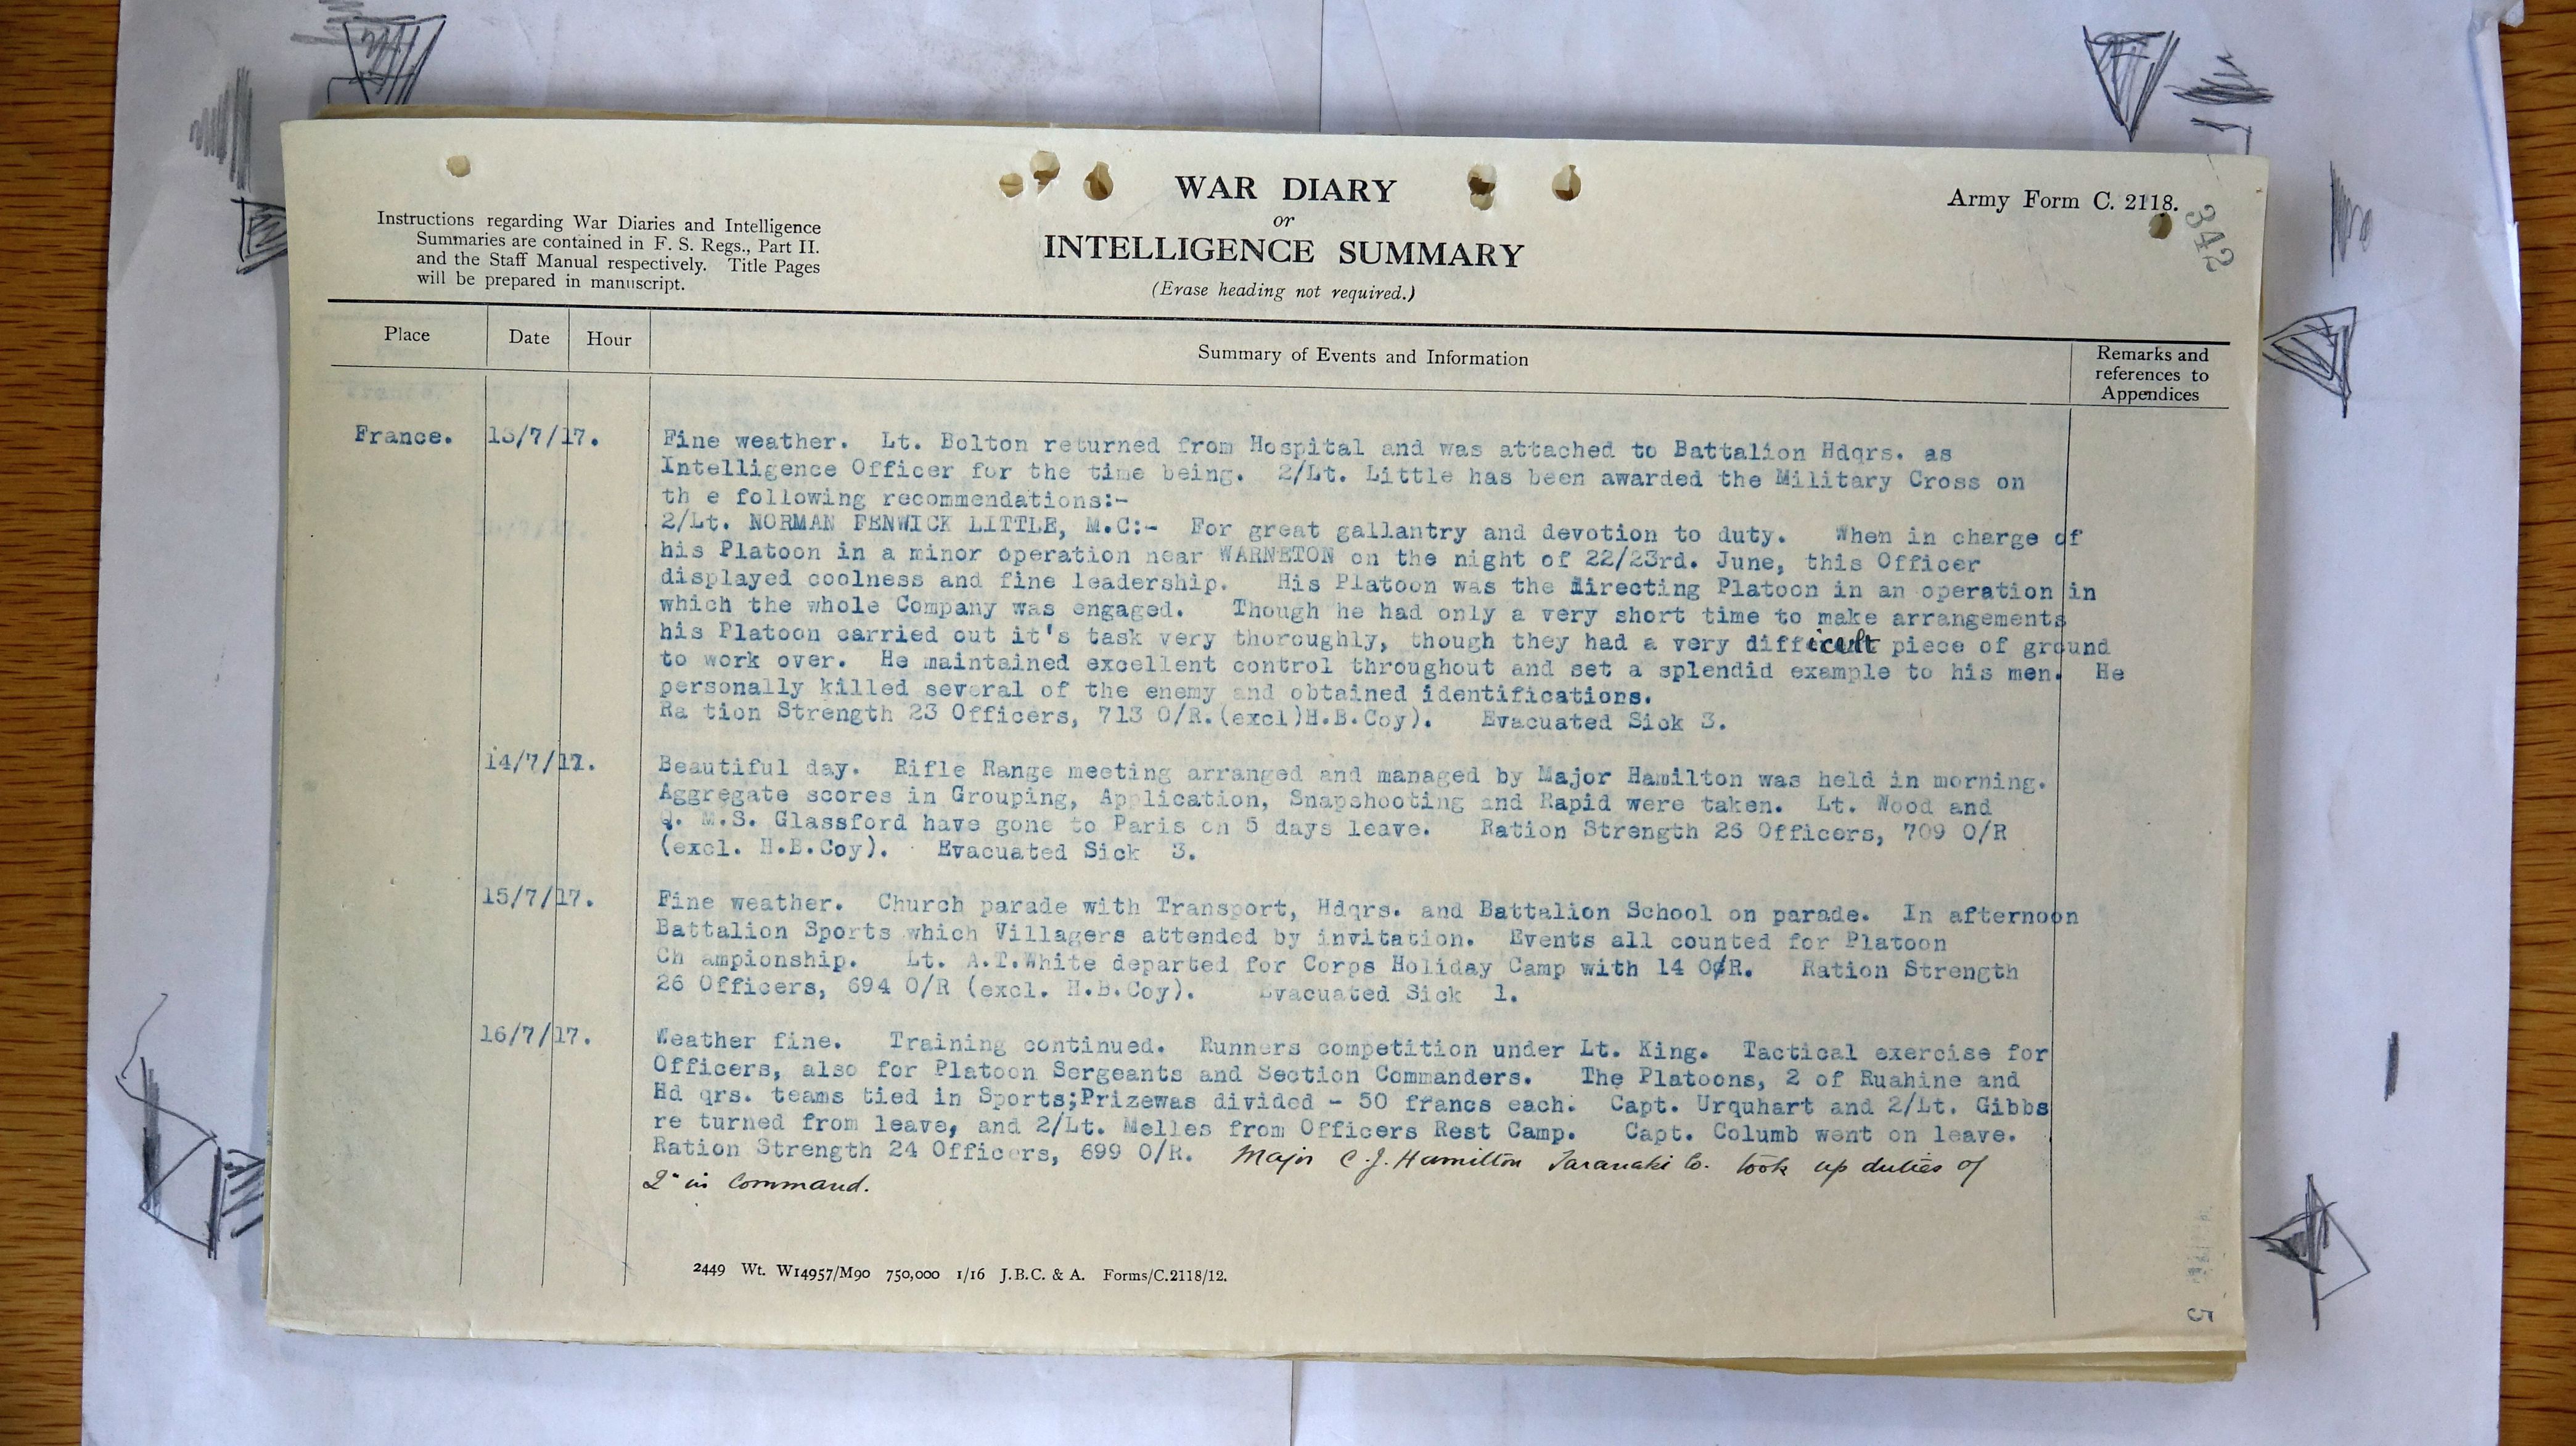 WAR DIARY
or
INTELLIGENCE SUMMARY
(Erase heading not required.)
Army Form C. 2118.
342
Instructions regarding War Diaries and Intelligence
Summaries are contained in F. S. Regs., Part II.
and the Staff Manual respectively. Title Pages
will be prepared in manuscript.
Place
Date
Hour
Summary of Events and Information
Remarks and
references to
Appendices
France.
13/7/17.
Fine weather. Lt. Bolton returned from Hospital and was attached to Battalion Hdqrs. as
Intelligence Officer for the time being. 2/Lt. Little has been awarded the Military Cross on
th e following recommendations:-
2/Lt. NORMAN FENWICK LITTLE, M.C:- For great gallantry and devotion to duty. When in charge of
his Platoon in a minor operation near WARNETON on the night of 22/23rd. June, this Officer
displayed coolness and fine leadership. His Platoon was the directing Platoon in an operation in
which the whole Company was engaged. Though he had only a very short time to make arrangements
his Platoon carried out it's task very thoroughly, though they had a very difficult piece of ground
to work over. He maintained excellent control throughout and set a splendid example to his men. He
personally killed several of the enemy and obtained identifications.
Ra tion Strength 23 Officers, 713 O/R.(excl)H.B.Coy). Evacuated Sick 3.
14/7/17.
Beautiful day. Rifle Range meeting arranged and managed by Major Hamilton was held in morning.
Aggregate scores in Grouping, Application, Snapshooting and Rapid were taken. Lt. Wood and
Q. M.S. Glassford have gone to Paris on 5 days leave. Ration Strength 26 Officers, 709 O/R
(excl. H.B.Coy). Evacuated Sick 3.
15/7/17.
Fine weather. Church parade with Transport, Hdqrs. and Battalion School on parade. In afternoon
Battalion Sports which Villagers attended by invitation. Events all counted for Platoon
Ch ampionship. Lt. A.T.White departed for Corps Holiday Camp with 14 O/R. Ration Strength
26 Officers, 694 O/R (excl. H.B.Coy). Evacuated Sick 1.
16/7/17.
Weather fine. Training continued. Runners competition under Lt. King. Tactical exercise for
Officers, also for Platoon Sergeants and Section Commanders. The Platoons, 2 of Ruahine and
Hd qrs. teams tied in Sports;Prizewas divided - 50 francs each. Capt. Urquhart and 2/Lt. Gibbs
re turned from leave, and 2/Lt. Melles from Officers Rest Camp. Capt. Columb went on leave.
Ration Strength 24 Officers, 699 O/R. Major C.J. Hamilton Taranaki Co. took up duties of
2" in Command.
2449 Wt. W14957/M90 750,000 1/16 J.B.C. & A. Forms/C.2118/12.
5